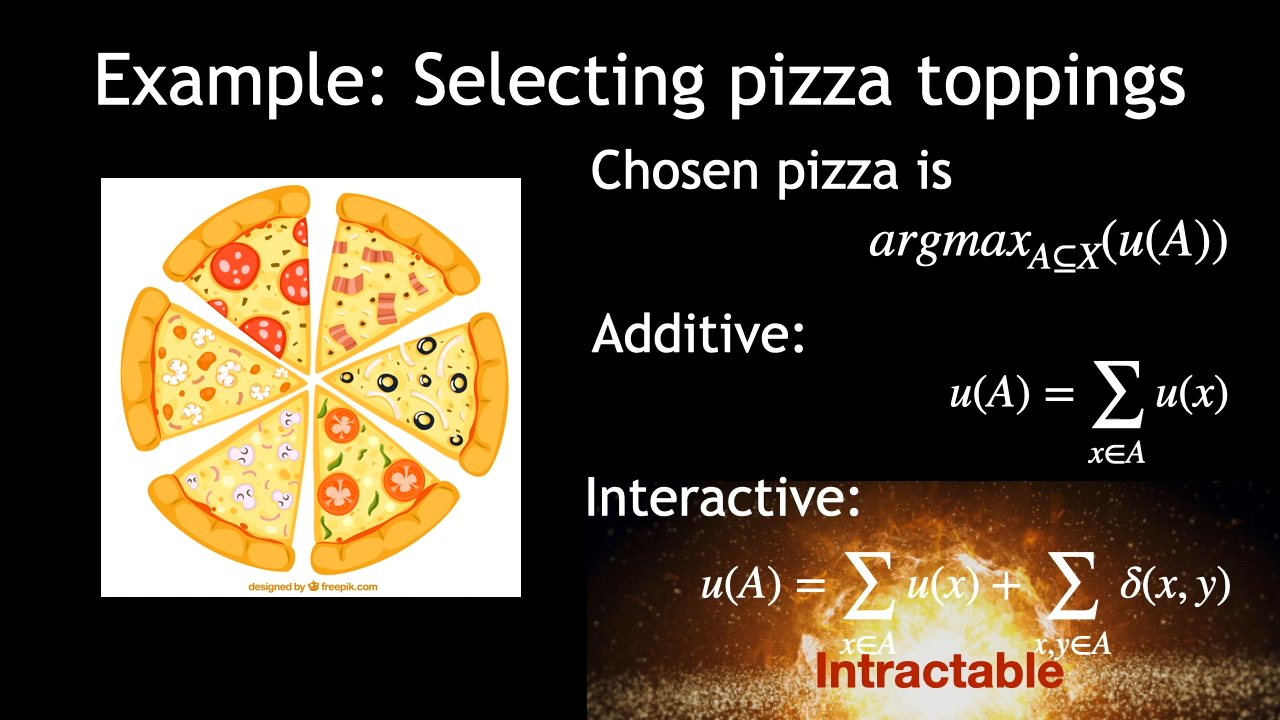 Example: Selecting pizza toppings
Chosen pizza is
argmax_{A⊆X}(u(A))
Additive:
u(A) = ∑_{x∈A} u(x)
Interactive:
u(A) = ∑_{x∈A} u(x) + ∑_{x,y∈A} δ(x, y)
Intractable
designed by freepik.com